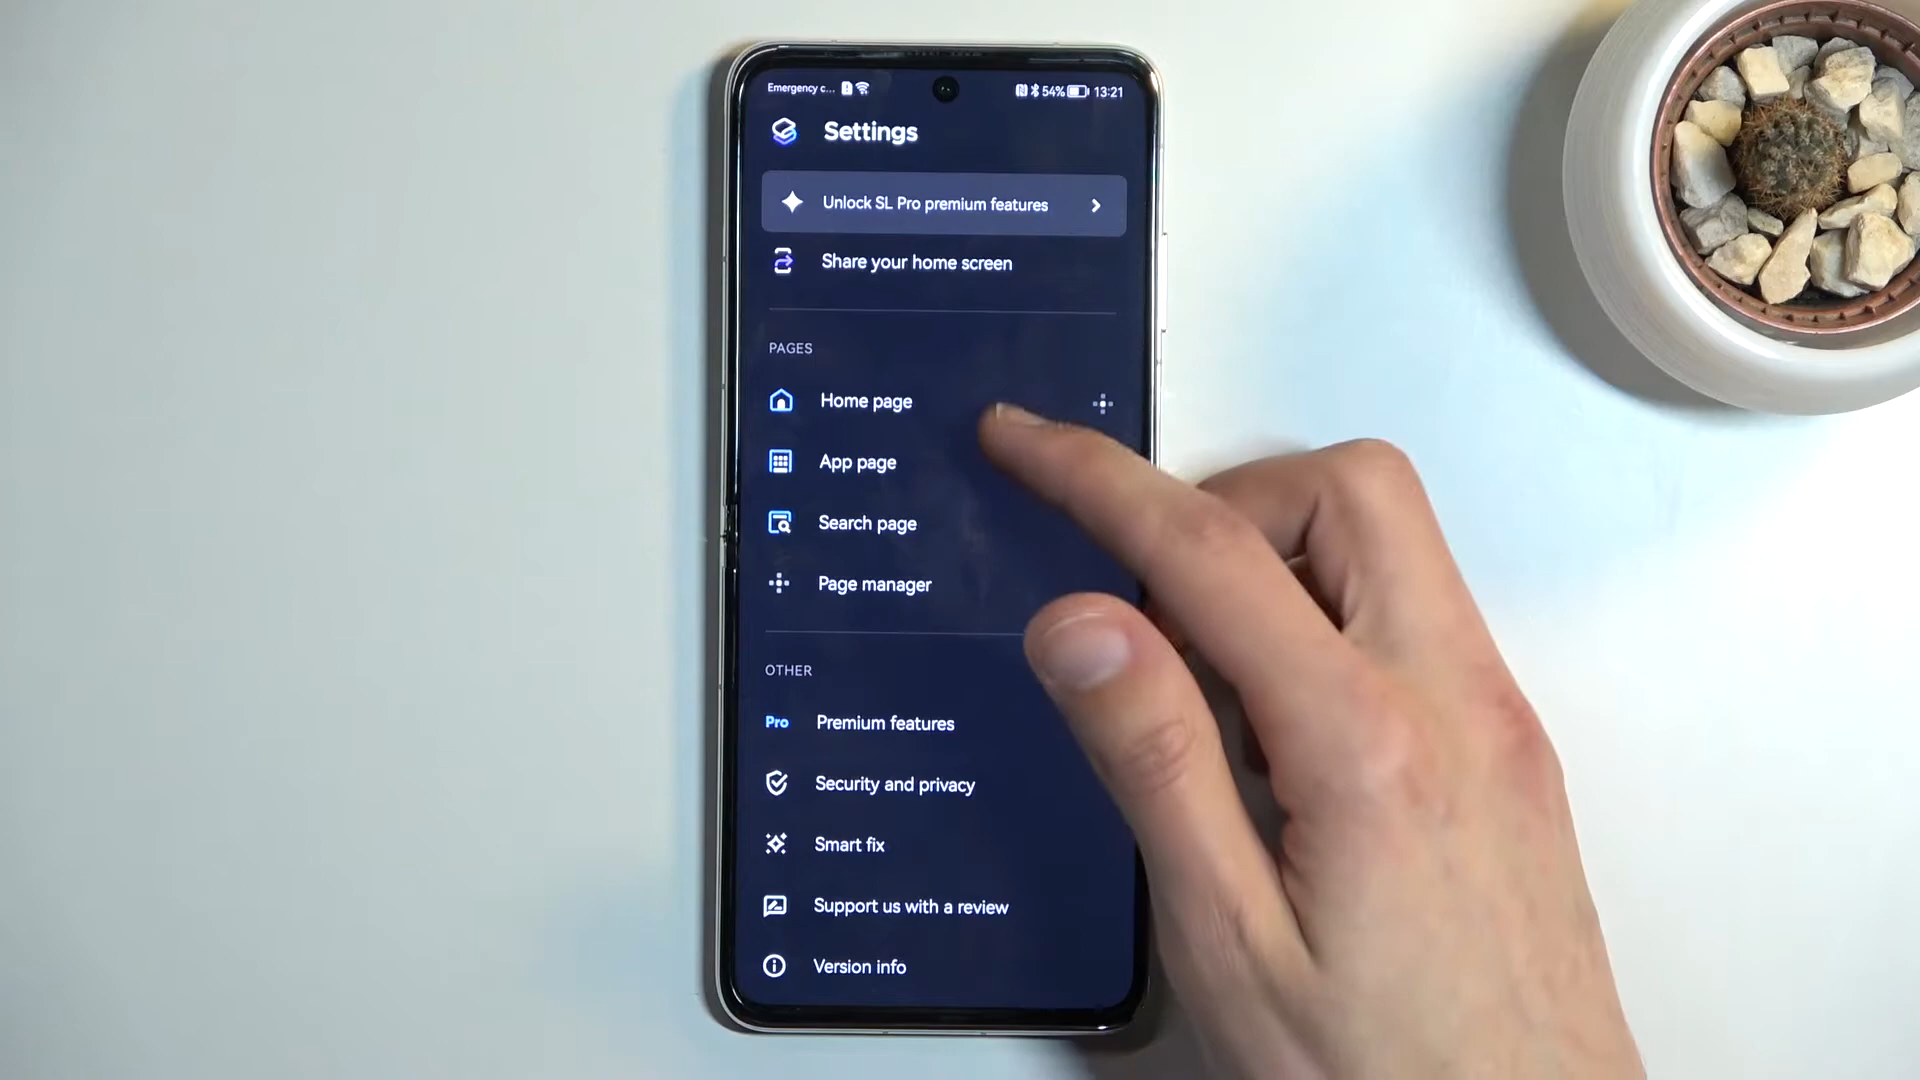 Emergency c... 54% 13:21
Settings
Unlock SL Pro premium features
Share your home screen
PAGES
Home page
App page
Search page
Page manager
OTHER
Pro Premium features
Security and privacy
Smart fix
Support us with a review
Version info